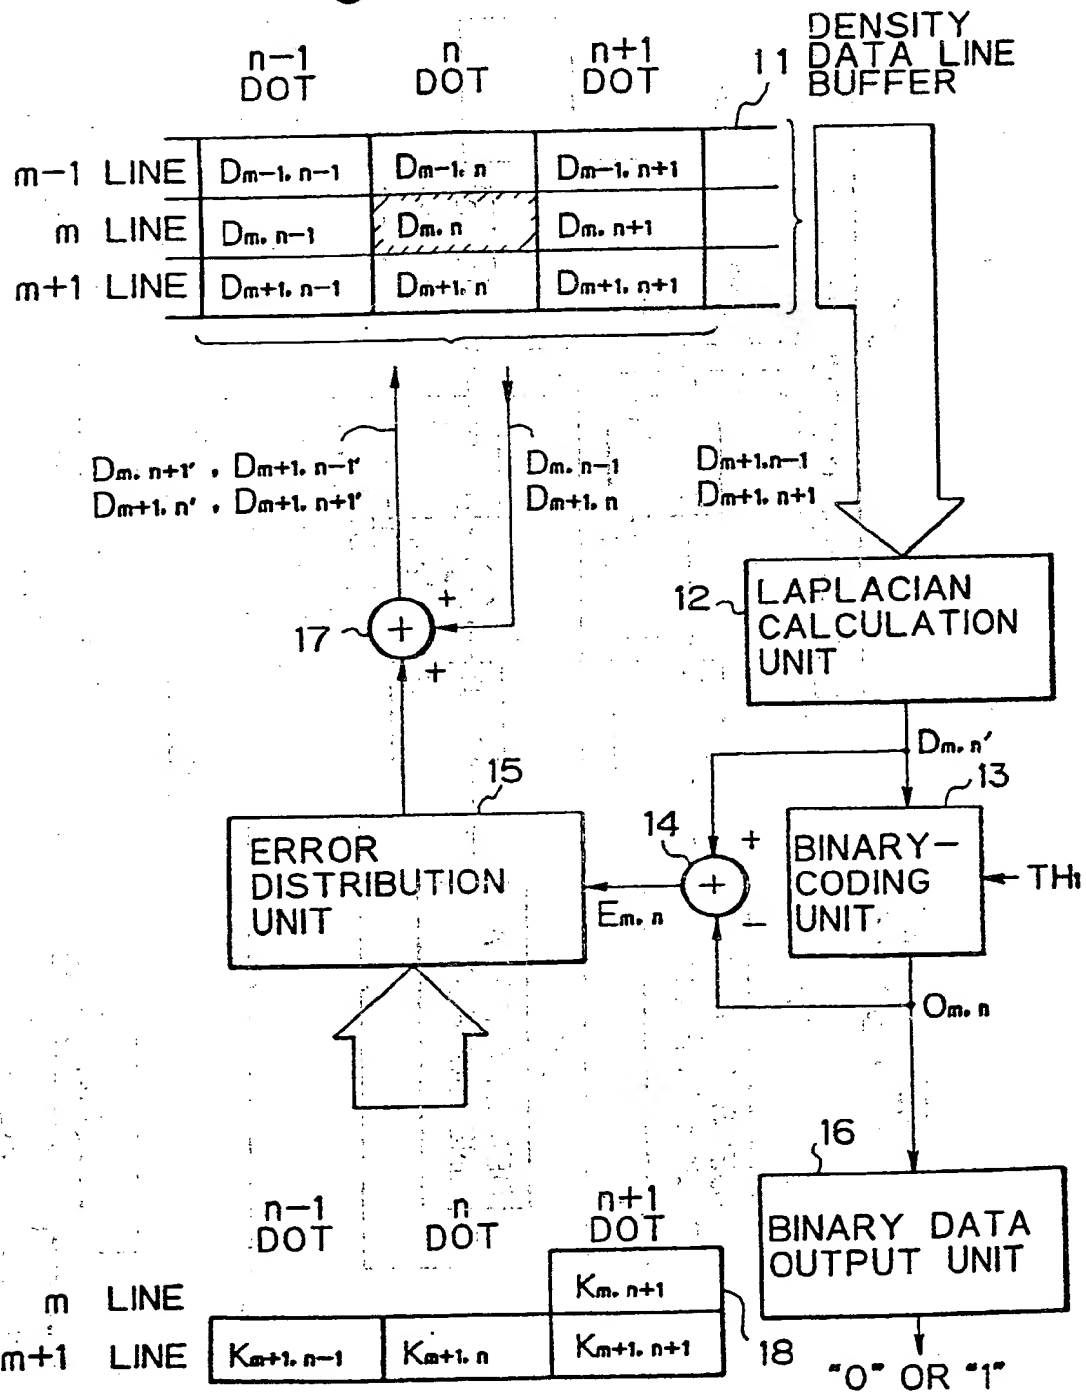 n-1 DOT
n DOT
n+1 DOT
11
DENSITY
DATA LINE
BUFFER
m-1 LINE Dm-1. n-1 Dm-1. n Dm-1. n+1
m LINE Dm. n-1 Dm. n Dm. n+1
m+1 LINE Dm+1. n-1 Dm+1. n Dm+1. n+1
Dm. n+1' , Dm+1. n-1'
Dm+1. n' , Dm+1. n+1'
Dm. n-1 Dm+1.n-1
Dm+1. n Dm+1. n+1
12
LAPLACIAN
CALCULATION
UNIT
17 + + +
Dm. n'
15
ERROR
DISTRIBUTION
UNIT
14 + + -
Em. n
13
BINARY-
CODING
UNIT
TH1
Om. n
16
BINARY DATA
OUTPUT UNIT
"0" OR "1"
n-1 DOT
n DOT
n+1 DOT
m LINE Km. n+1
m+1 LINE Km+1. n-1 Km+1. n Km+1. n+1
18